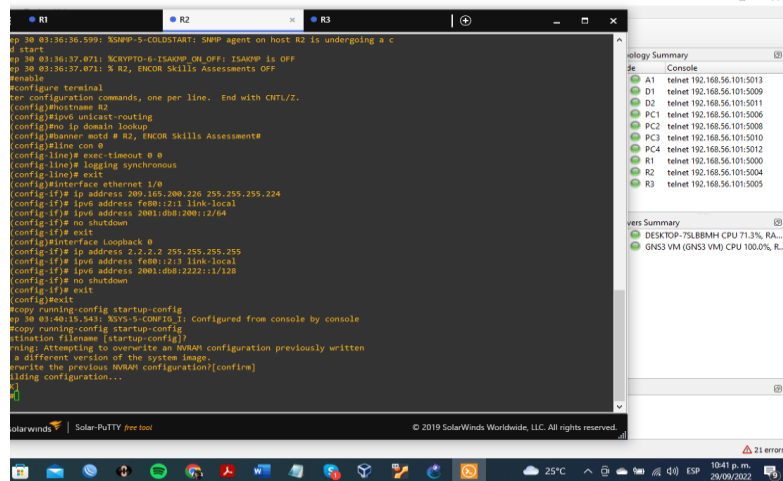 R1
R2
R3
ep 30 03:36:36.599: %SNMP-5-COLDSTART: SNMP agent on host R2 is undergoing a c
d start
ep 30 03:36:37.071: %CRYPTO-6-ISAKMP_ON_OFF: ISAKMP is OFF
ep 30 03:36:37.071: % R2, ENCOR Skills Assessments OFF
#enable
#configure terminal
ter configuration commands, one per line. End with CNTL/Z.
(config)#hostname R2
(config)#ipv6 unicast-routing
(config)#no ip domain lookup
(config)#banner motd # R2, ENCOR Skills Assessment#
(config)#line con 0
(config-line)# exec-timeout 0 0
(config-line)# logging synchronous
(config-line)# exit
(config)#interface ethernet 1/0
(config-if)# ip address 209.165.200.226 255.255.255.224
(config-if)# ipv6 address fe80::2:1 link-local
(config-if)# ipv6 address 2001:db8:200::2/64
(config-if)# no shutdown
(config-if)# exit
(config)#interface Loopback 0
(config-if)# ip address 2.2.2.2 255.255.255.255
(config-if)# ipv6 address fe80::2:3 link-local
(config-if)# ipv6 address 2001:db8:2222::1/128
(config-if)# no shutdown
(config-if)# exit
(config)#exit
#copy running-config startup-config
ep 30 03:40:15.543: %SYS-5-CONFIG_I: Configured from console by console
#copy running-config startup-config
stination filename [startup-config]?
rning: Attempting to overwrite an NVRAM configuration previously written
a different version of the system image.
erwrite the previous NVRAM configuration?[confirm]
ilding configuration...
K]
#
solarwinds Solar-PuTTY free tool
© 2019 SolarWinds Worldwide, LLC. All rights reserved.
ology Summary
de Console
A1 telnet 192.168.56.101:5013
D1 telnet 192.168.56.101:5009
D2 telnet 192.168.56.101:5011
PC1 telnet 192.168.56.101:5006
PC2 telnet 192.168.56.101:5008
PC3 telnet 192.168.56.101:5010
PC4 telnet 192.168.56.101:5012
R1 telnet 192.168.56.101:5000
R2 telnet 192.168.56.101:5004
R3 telnet 192.168.56.101:5005
vers Summary
DESKTOP-7SLBBMH CPU 71.3%, RA...
GNS3 VM (GNS3 VM) CPU 100.0%, R...
21 errors
25°C
ESP
10:41 p. m.
29/09/2022